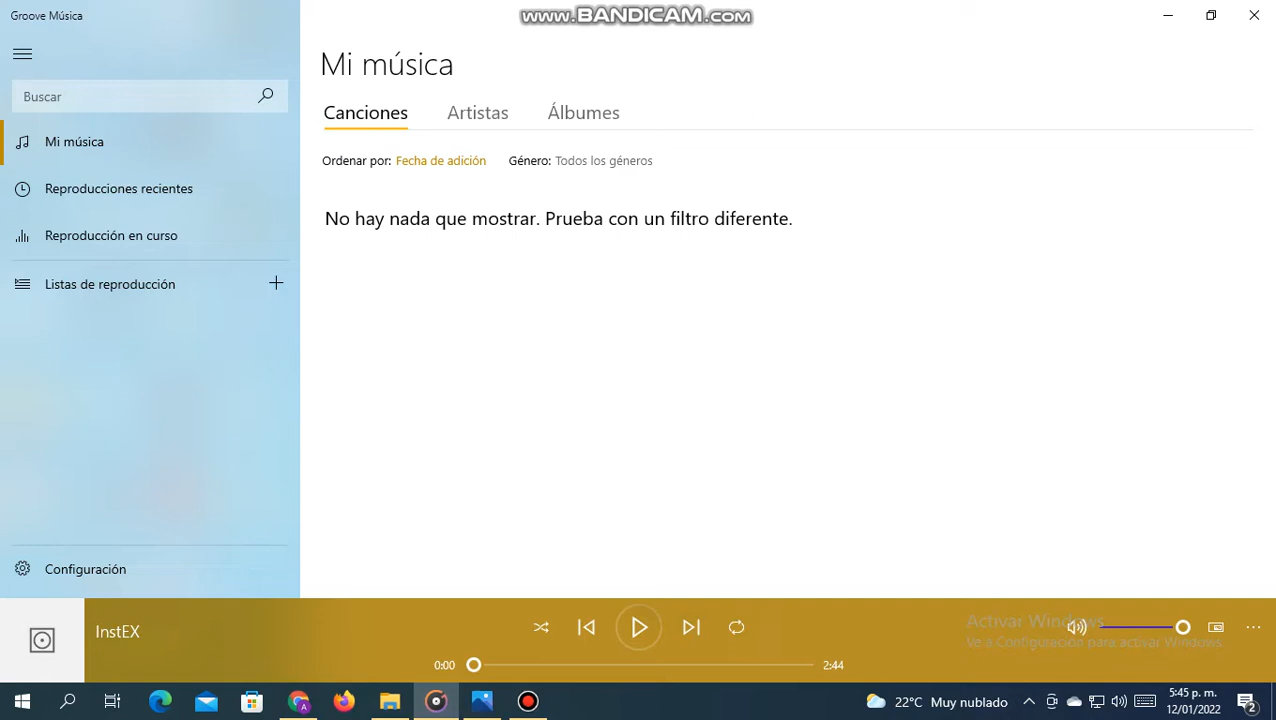 Groove Música
www.BANDICAM.com
Mi música
Buscar
Canciones Artistas Álbumes
Mi música
Ordenar por: Fecha de adición Género: Todos los géneros
Reproducciones recientes
No hay nada que mostrar. Prueba con un filtro diferente.
Reproducción en curso
Listas de reproducción
Configuración
InstEX
Activar Windows
Ve a Configuración para activar Windows.
0:00 2:44
22°C Muy nublado
5:45 p. m.
12/01/2022
2